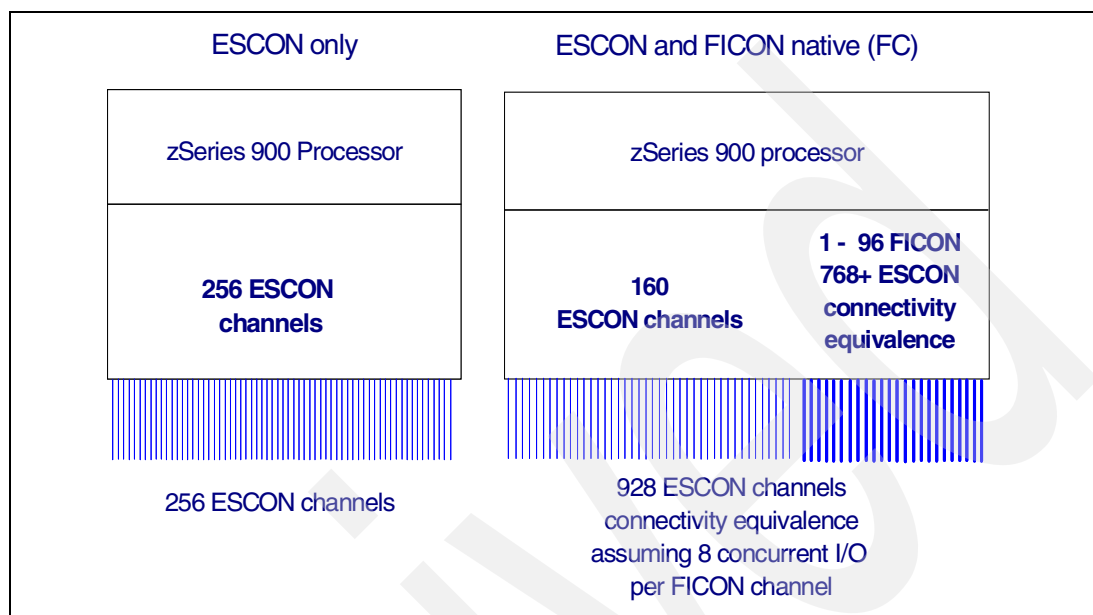 ESCON only
zSeries 900 Processor
256 ESCON
channels
256 ESCON channels
ESCON and FICON native (FC)
zSeries 900 processor
160
ESCON channels
1 - 96 FICON
768+ ESCON
connectivity
equivalence
928 ESCON channels
connectivity equivalence
assuming 8 concurrent I/O
per FICON channel